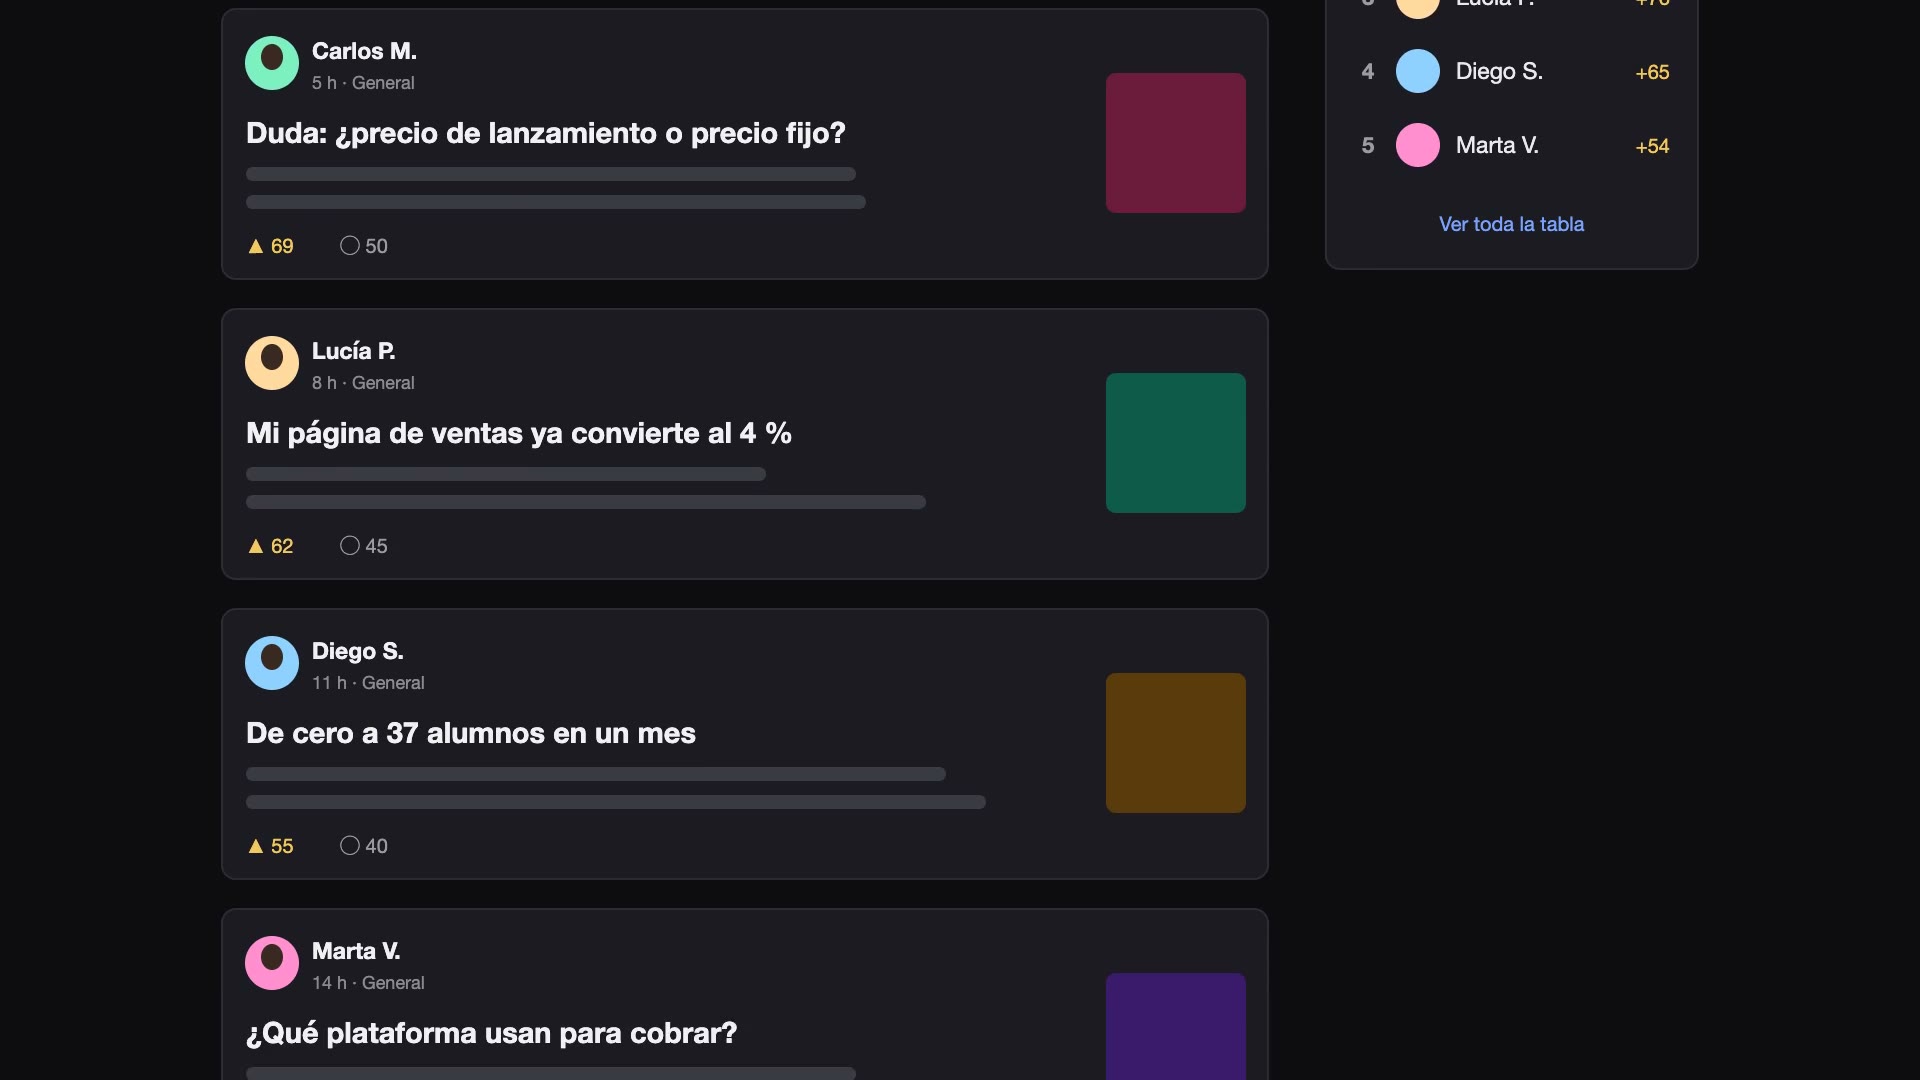 Carlos M.
5 h · General
Duda: ¿precio de lanzamiento o precio fijo?
▲ 69 ◯ 50
Lucía P.
8 h · General
Mi página de ventas ya convierte al 4 %
▲ 62 ◯ 45
Diego S.
11 h · General
De cero a 37 alumnos en un mes
▲ 55 ◯ 40
Marta V.
14 h · General
¿Qué plataforma usan para cobrar?
Lucía P.
4 Diego S. +65
5 Marta V. +54
Ver toda la tabla